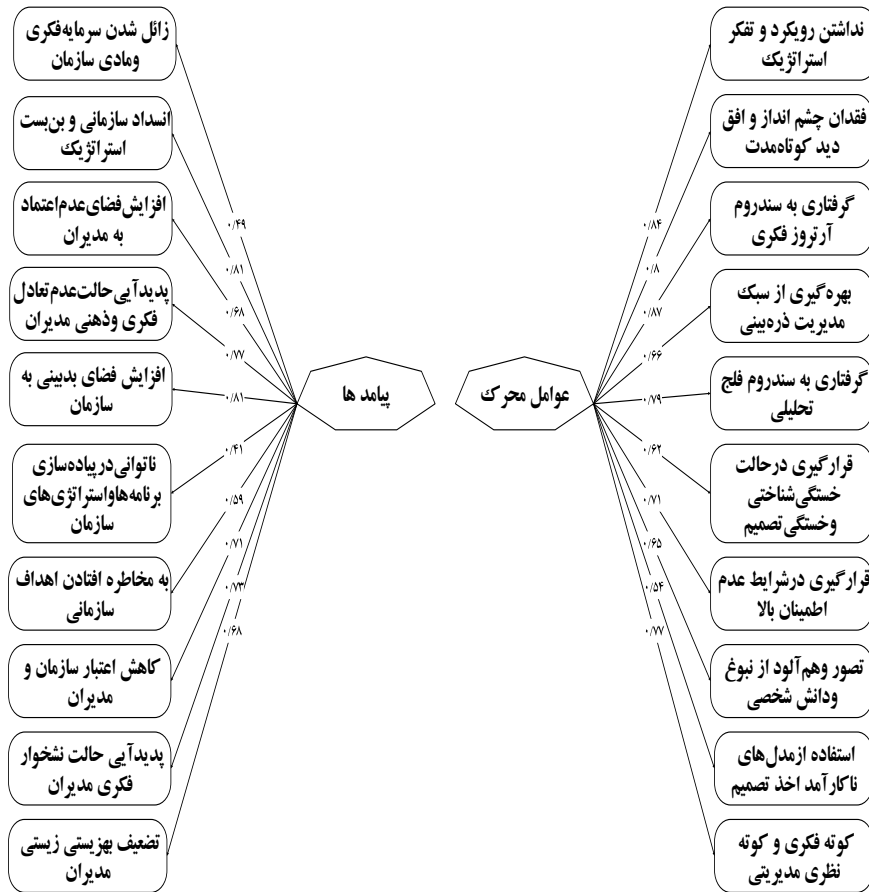 نداشتن رویکرد و تفکر
استراتژیک
فقدان چشم انداز و افق
دید کوتاه‌مدت
گرفتاری به سندروم
آرتروز فکری
بهره‌گیری از سبک
مدیریت ذره‌بینی
گرفتاری به سندروم فلج
تحلیلی
قرارگیری درحالت
خستگی‌شناختی
وخستگی‌تصمیم
قرارگیری درشرایط عدم
اطمینان بالا
تصور وهم‌آلود از نبوغ
ودانش شخصی
استفاده ازمدل‌های
ناکارآمد اخذ تصمیم
کوته فکری و کوته
نظری مدیریتی
۰/۸۴
۰/۸
۰/۸۷
۰/۶۶
۰/۷۹
۰/۶۲
۰/۷۱
۰/۶۵
۰/۵۴
۰/۷۷
عوامل محرک
پیامد ها
۰/۴۹
۰/۸۱
۰/۶۸
۰/۷۷
۰/۸۱
۰/۴۱
۰/۵۹
۰/۷۱
۰/۷۳
۰/۶۸
زائل شدن سرمایه‌فکری
ومادی سازمان
انسداد سازمانی و بن‌بست
استراتژیک
افزایش‌فضای‌عدم‌اعتماد
به مدیران
پدیدآیی‌حالت‌عدم‌تعادل
فکری وذهنی مدیران
افزایش فضای بدبینی به
سازمان
ناتوانی‌درپیاده‌سازی
برنامه‌هاواستراتژی‌های
سازمان
به مخاطره افتادن اهداف
سازمانی
کاهش اعتبار سازمان و
مدیران
پدیدآیی حالت نشخوار
فکری مدیران
تضعیف بهزیستی زیستی
مدیران